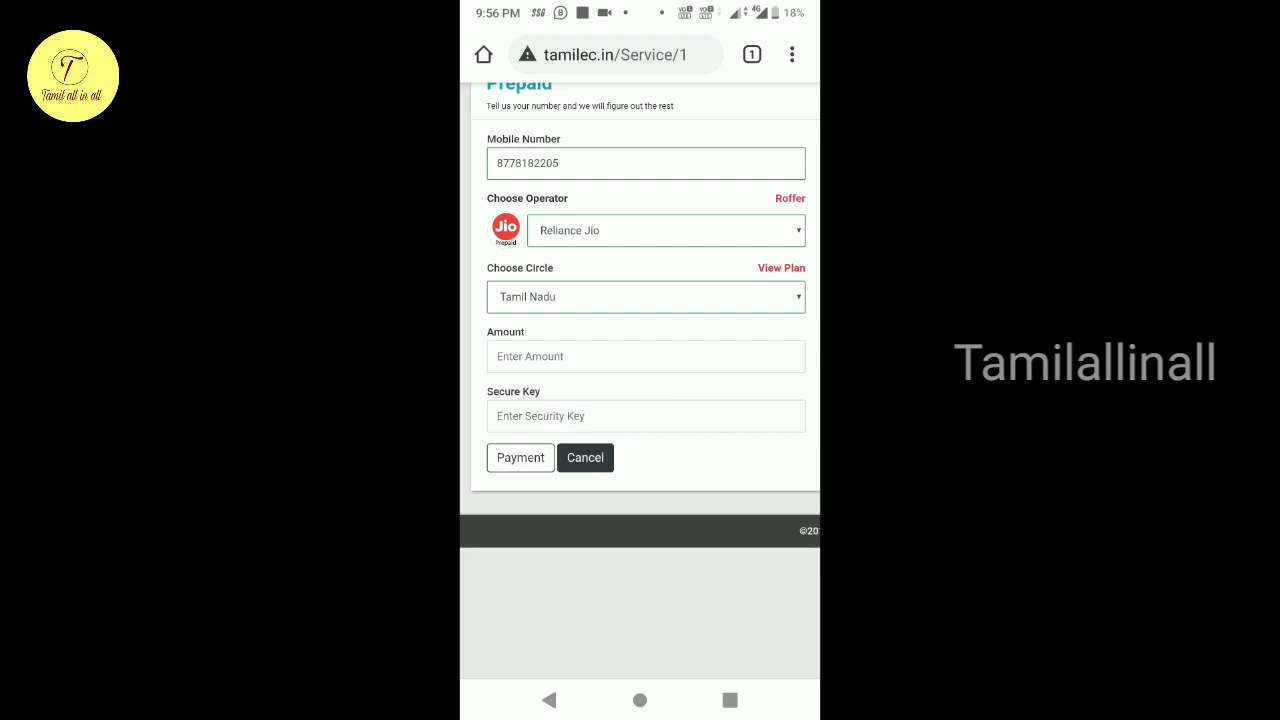 9:56 PM
4G
18%
T
Tamil all in all
tamilec.in/Service/1
1
Prepaid
Tell us your number and we will figure out the rest
Mobile Number
8778182205
Choose Operator
Roffer
Jio
Prepaid
Reliance Jio
Choose Circle
View Plan
Tamil Nadu
Amount
Enter Amount
Secure Key
Enter Security Key
Payment
Cancel
©20
Tamilallinall